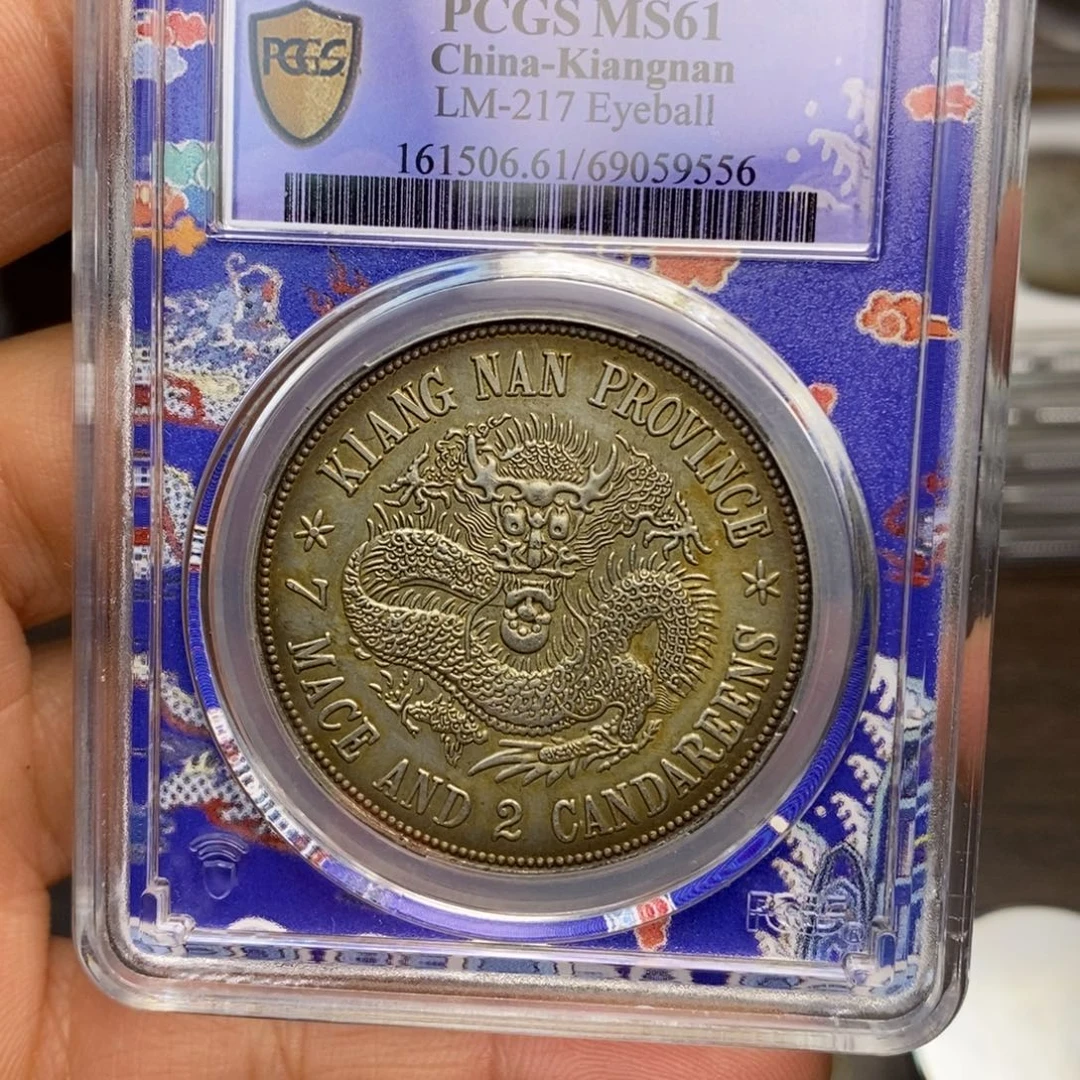 PCGS
PCGS MS61
China-Kiangnan
LM-217 Eyeball
161506.61/69059556
KIANG NAN PROVINCE
7 MACE AND 2 CANDAREENS